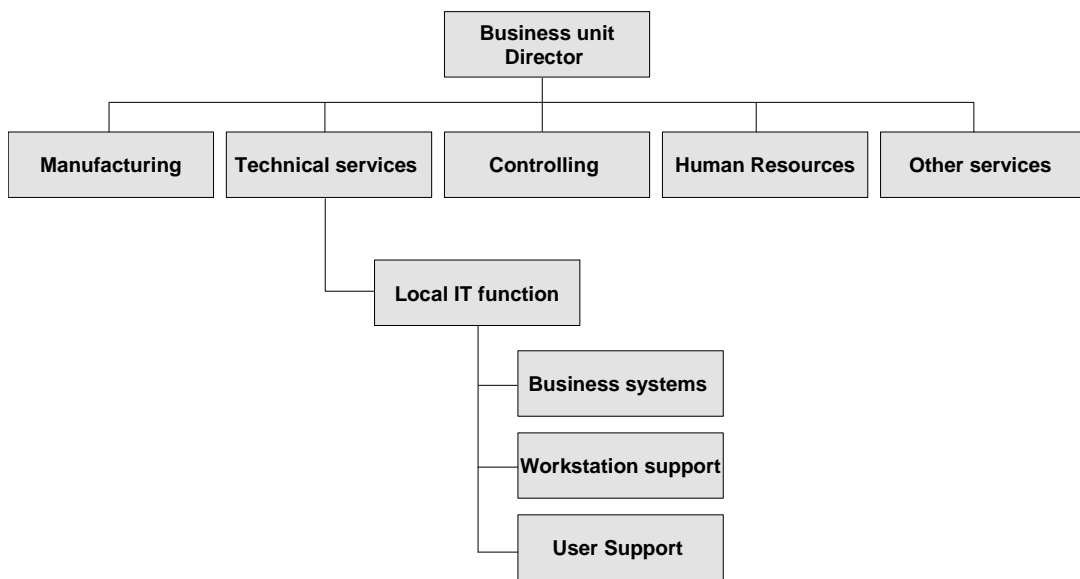 Business unit
Director
Manufacturing
Technical services
Controlling
Human Resources
Other services
Local IT function
Business systems
Workstation support
User Support